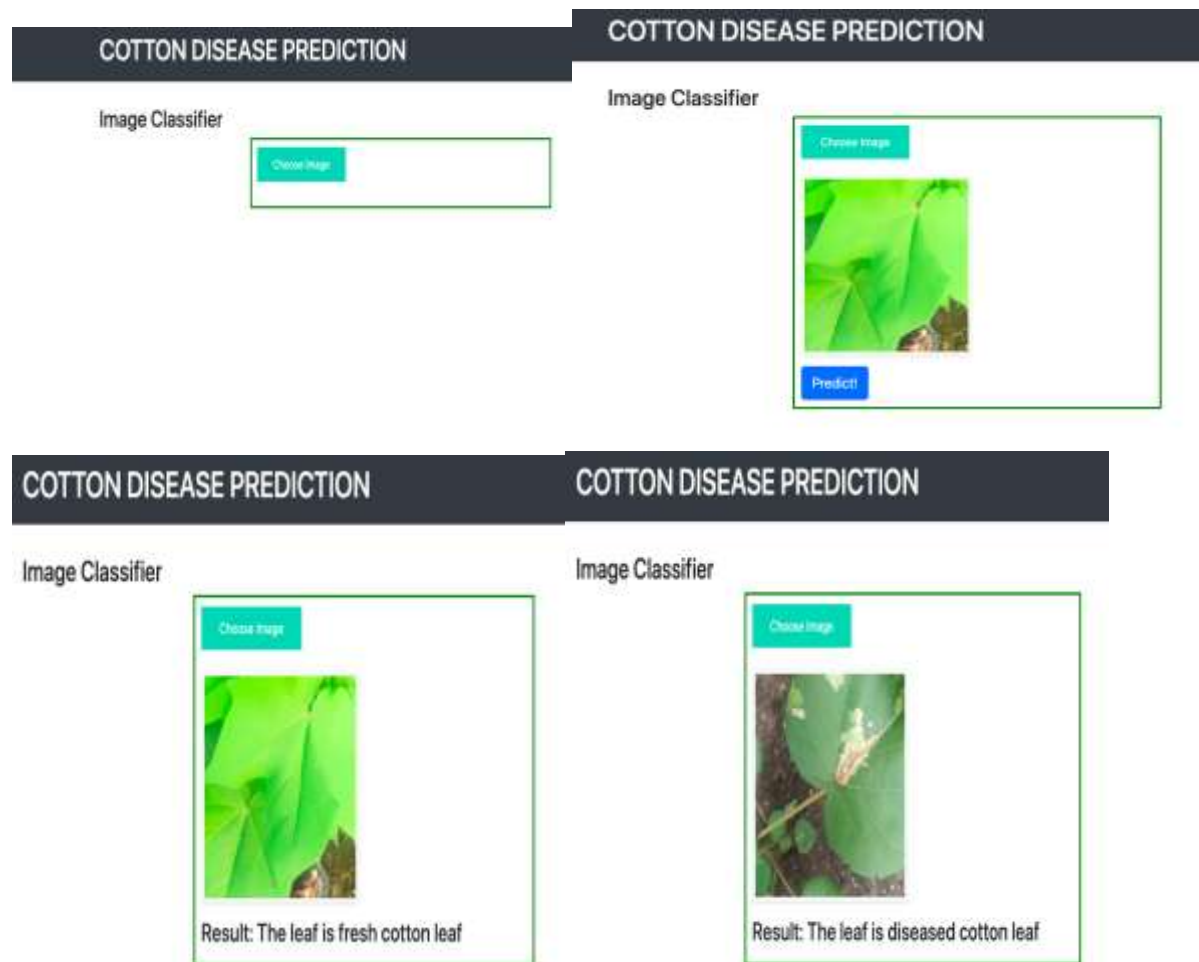 COTTON DISEASE PREDICTION
Image Classifier
Choose Image
COTTON DISEASE PREDICTION
Image Classifier
Choose Image
Predict!
COTTON DISEASE PREDICTION
Image Classifier
Choose Image
Result: The leaf is fresh cotton leaf
COTTON DISEASE PREDICTION
Image Classifier
Choose Image
Result: The leaf is diseased cotton leaf